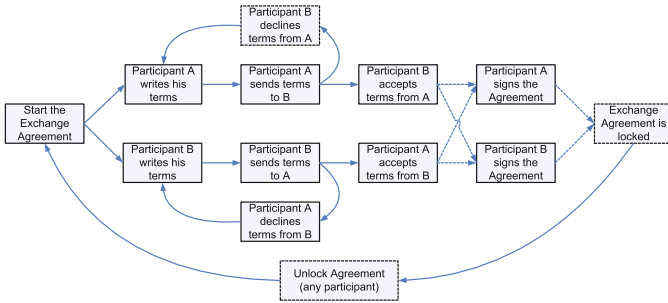 Participant B
declines
terms from A
Participant A
writes his
terms
Participant A
sends terms
to B
Participant B
accepts
terms from A
Participant A
signs the
Agreement
Start the
Exchange
Agreement
Exchange
Agreement is
locked
Participant B
writes his
terms
Participant B
sends terms
to A
Participant A
accepts
terms from B
Participant B
signs the
Agreement
Participant A
declines
terms from B
Unlock Agreement
(any participant)